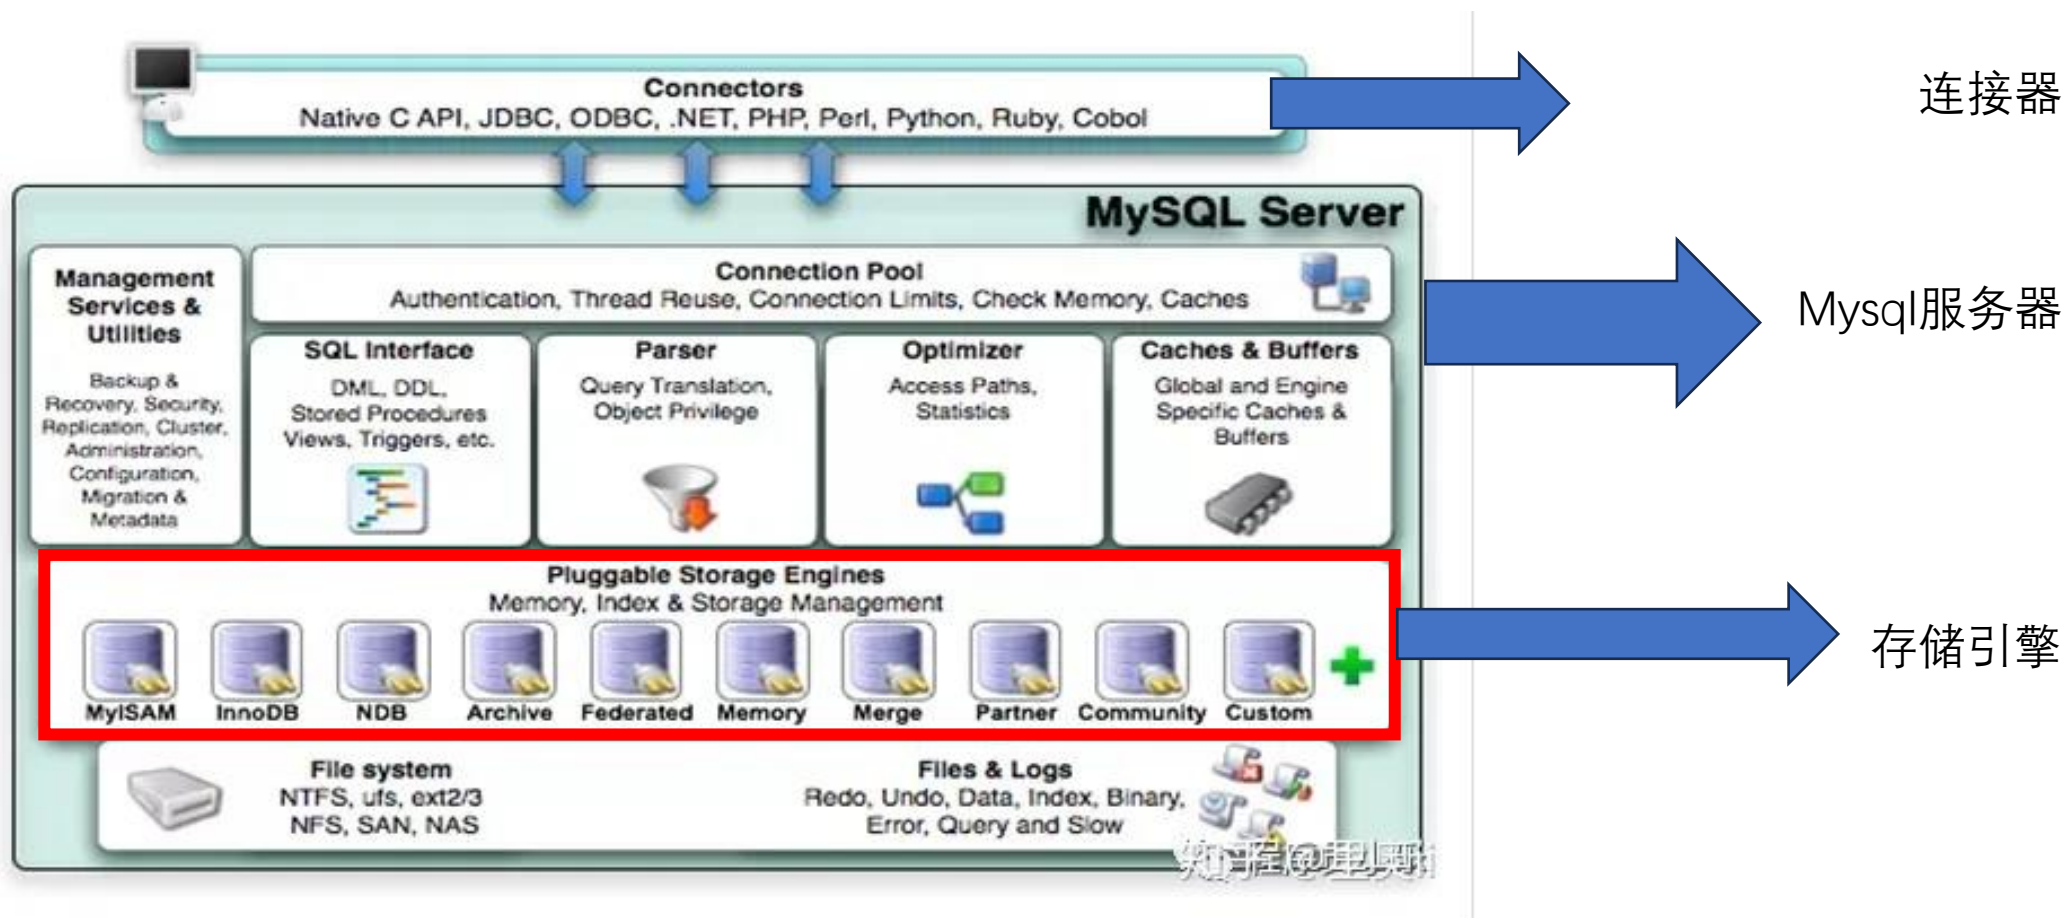 Connectors
Native C API, JDBC, ODBC, .NET, PHP, Perl, Python, Ruby, Cobol
连接器
MySQL Server
Management
Services &
Utilities
Backup &
Recovery, Security,
Replication, Cluster,
Administration,
Configuration,
Migration &
Metadata
Connection Pool
Authentication, Thread Reuse, Connection Limits, Check Memory, Caches
SQL Interface
DML, DDL,
Stored Procedures
Views, Triggers, etc.
Parser
Query Translation,
Object Privilege
Optimizer
Access Paths,
Statistics
Caches & Buffers
Global and Engine
Specific Caches &
Buffers
Mysql服务器
Pluggable Storage Engines
Memory, Index & Storage Management
MyISAM
InnoDB
NDB
Archive
Federated
Memory
Merge
Partner
Community
Custom
存储引擎
File system
NTFS, ufs, ext2/3
NFS, SAN, NAS
Files & Logs
Redo, Undo, Data, Index, Binary,
Error, Query and Slow